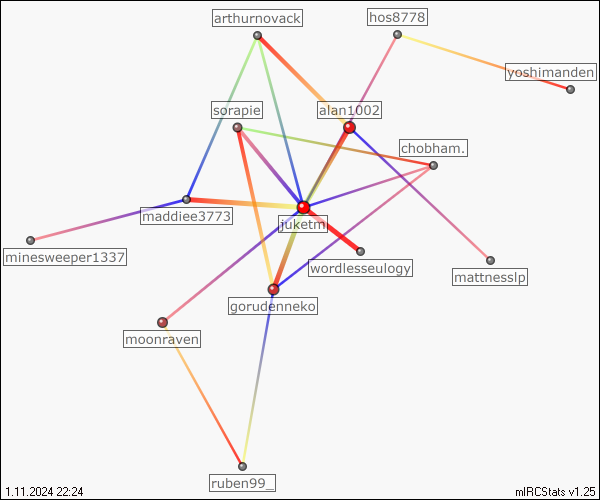 arthurnovack
hos8778
yoshimanden
sorapie
alan1002
chobham.
maddiee3773
juketm
minesweeper1337
wordlesseulogy
mattnesslp
gorudenneko
moonraven
ruben99_
1.11.2024 22:24
mIRCStats v1.25